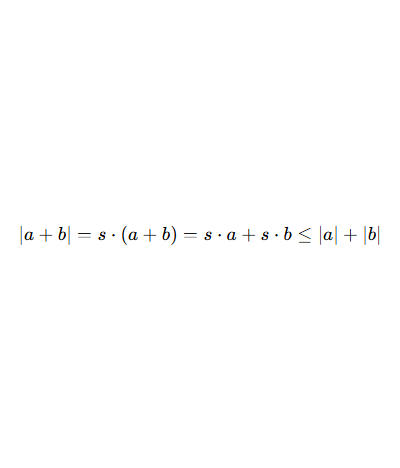 |a + b| = s · (a + b) = s · a + s · b ≤ |a| + |b|